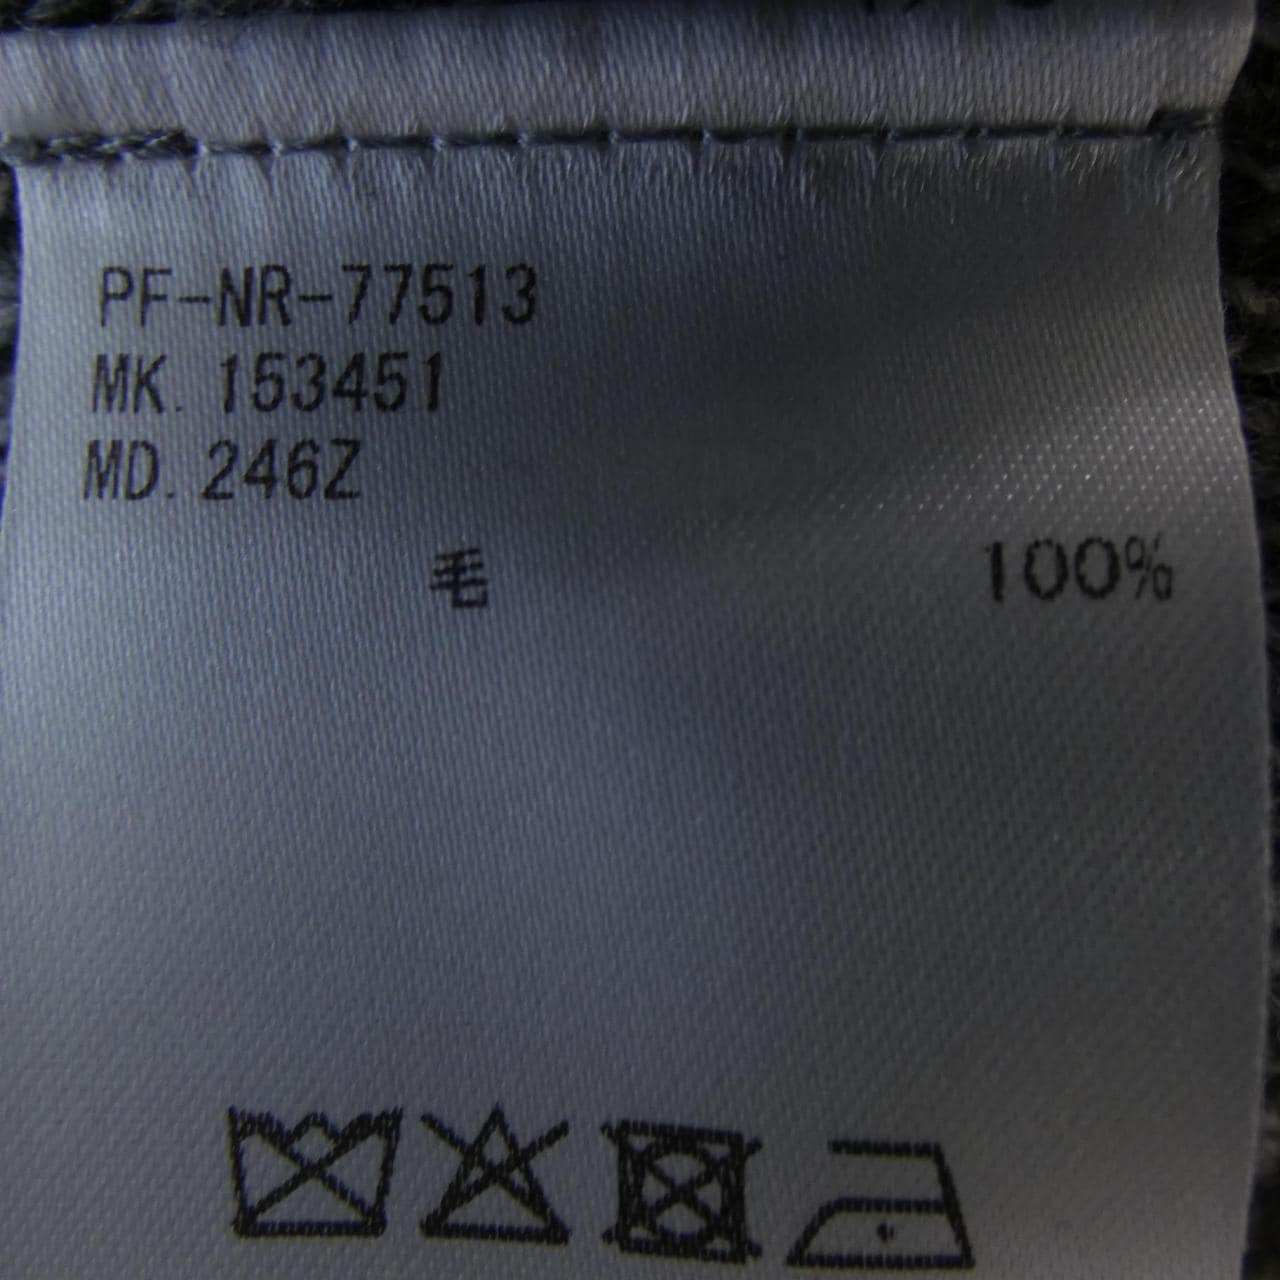 PF-NR-77513
MK. 153451
MD. 246Z
毛 100%